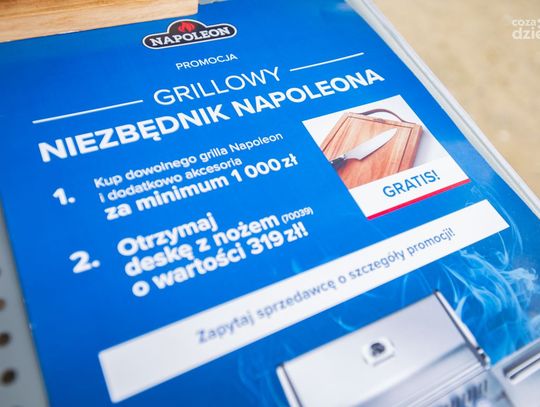 NAPOLEON
PROMOCJA
GRILLOWY
NIEZBĘDNIK NAPOLEONA
1. Kup dowolnego grilla Napoleon
i dodatkowo akcesoria
za minimum 1 000 zł
2. Otrzymaj
deskę z nożem (70039)
o wartości 319 zł!
GRATIS!
Zapytaj sprzedawcę o szczegóły promocji!